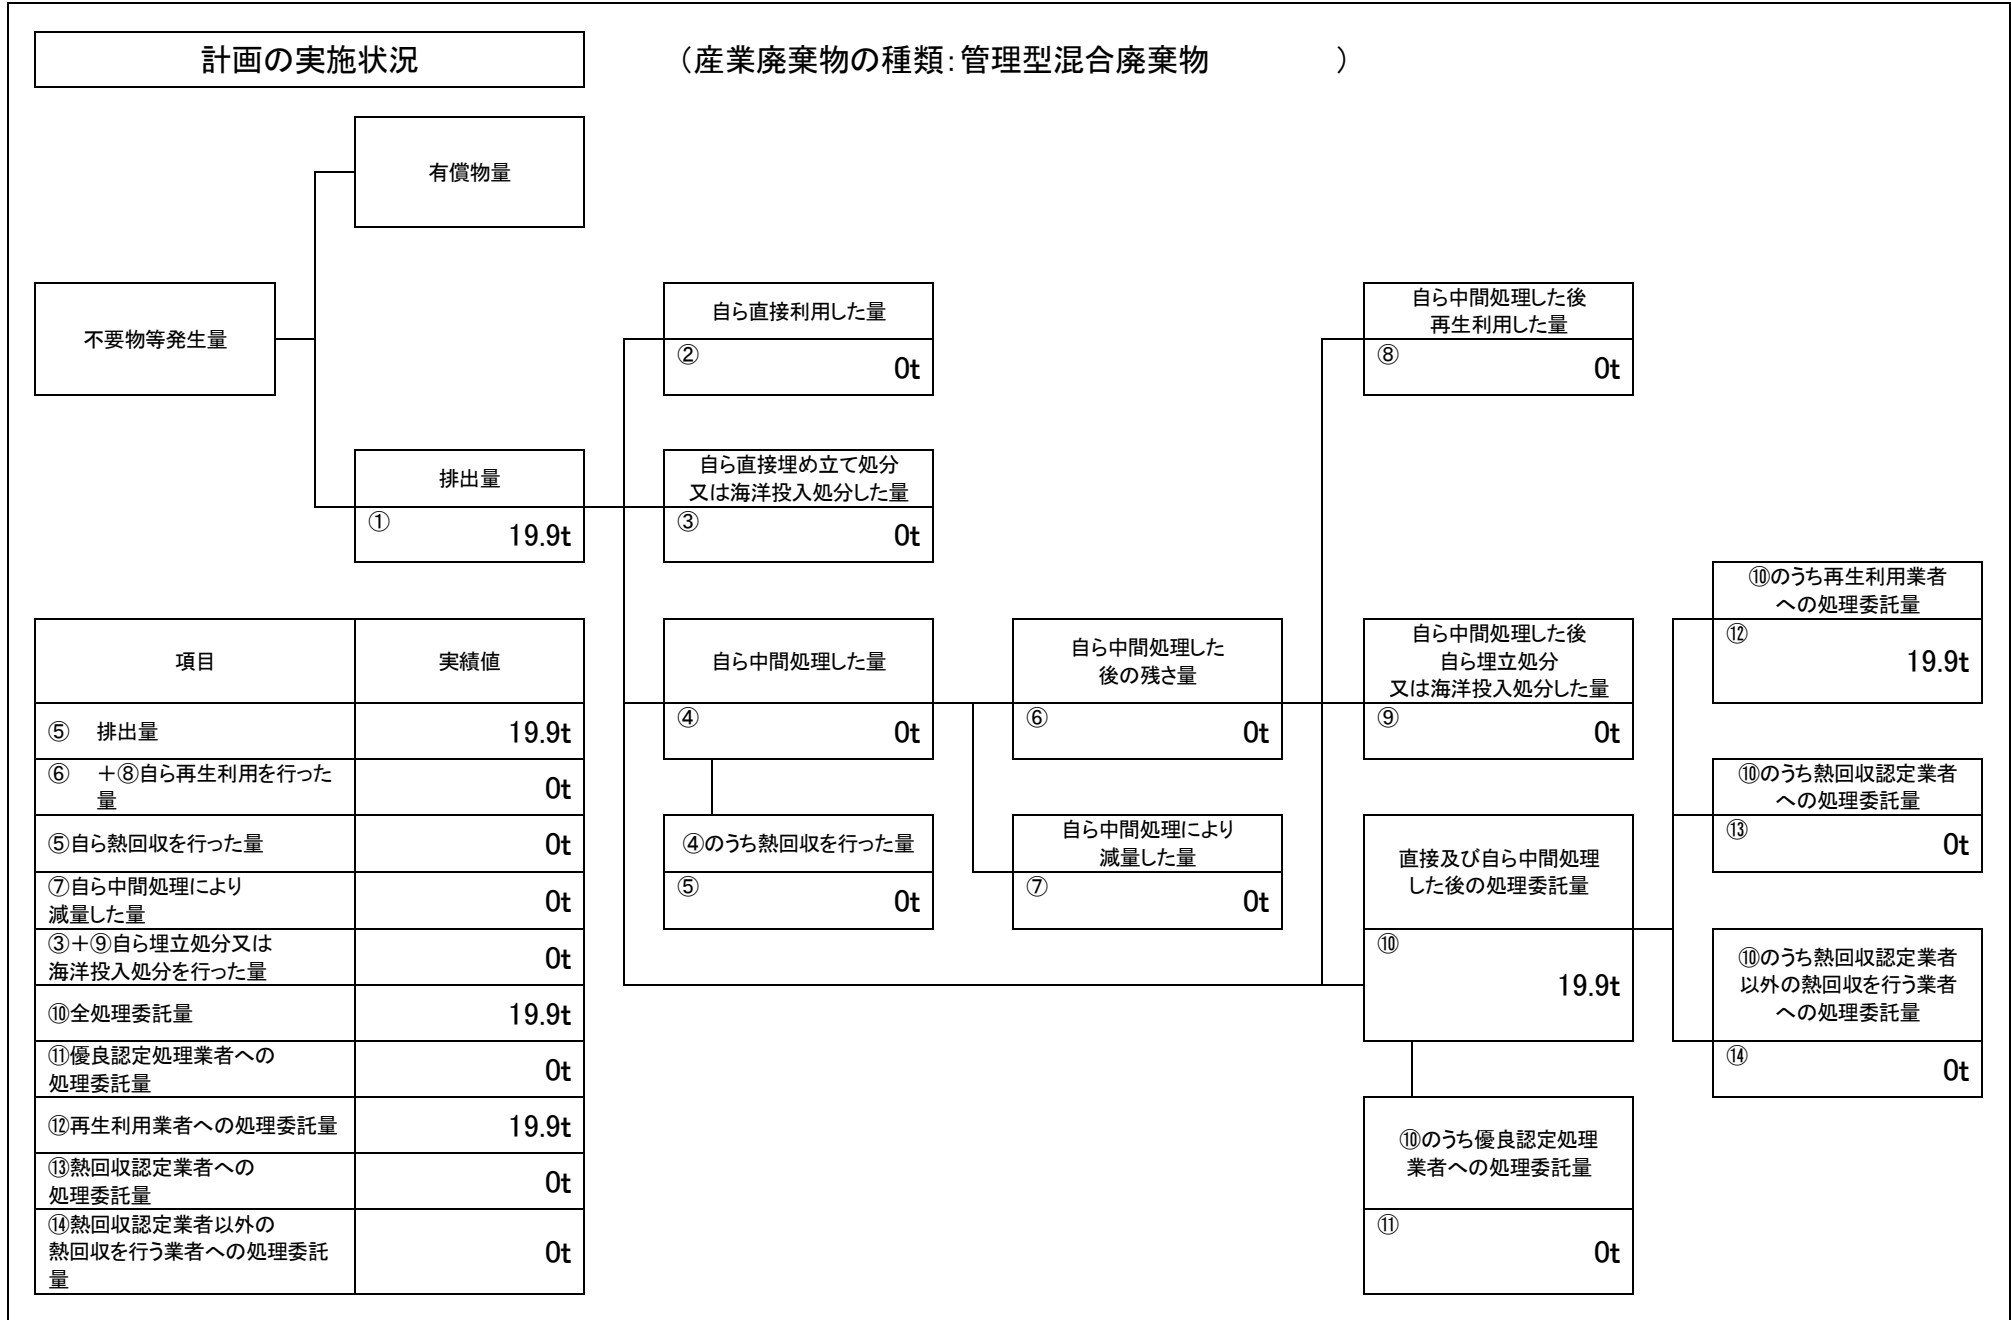 計画の実施状況
（産業廃棄物の種類：管理型混合廃棄物　　　　）
有償物量
不要物等発生量
自ら直接利用した量
②
0t
自ら中間処理した後
再生利用した量
⑧
0t
排出量
①
19.9t
自ら直接埋め立て処分
又は海洋投入処分した量
③
0t
⑩のうち再生利用業者
への処理委託量
⑫
19.9t
自ら中間処理した量
④
0t
自ら中間処理した
後の残さ量
⑥
0t
自ら中間処理した後
自ら埋立処分
又は海洋投入処分した量
⑨
0t
⑩のうち熱回収認定業者
への処理委託量
⑬
0t
④のうち熱回収を行った量
⑤
0t
自ら中間処理により
減量した量
⑦
0t
直接及び自ら中間処理
した後の処理委託量
⑩
19.9t
⑩のうち熱回収認定業者
以外の熱回収を行う業者
への処理委託量
⑭
0t
⑩のうち優良認定処理
業者への処理委託量
⑪
0t
項目
実績値
⑤　排出量
19.9t
⑥　＋⑧自ら再生利用を行った
量
0t
⑤自ら熱回収を行った量
0t
⑦自ら中間処理により
減量した量
0t
③＋⑨自ら埋立処分又は
海洋投入処分を行った量
0t
⑩全処理委託量
19.9t
⑪優良認定処理業者への
処理委託量
0t
⑫再生利用業者への処理委託量
19.9t
⑬熱回収認定業者への
処理委託量
0t
⑭熱回収認定業者以外の
熱回収を行う業者への処理委託
量
0t